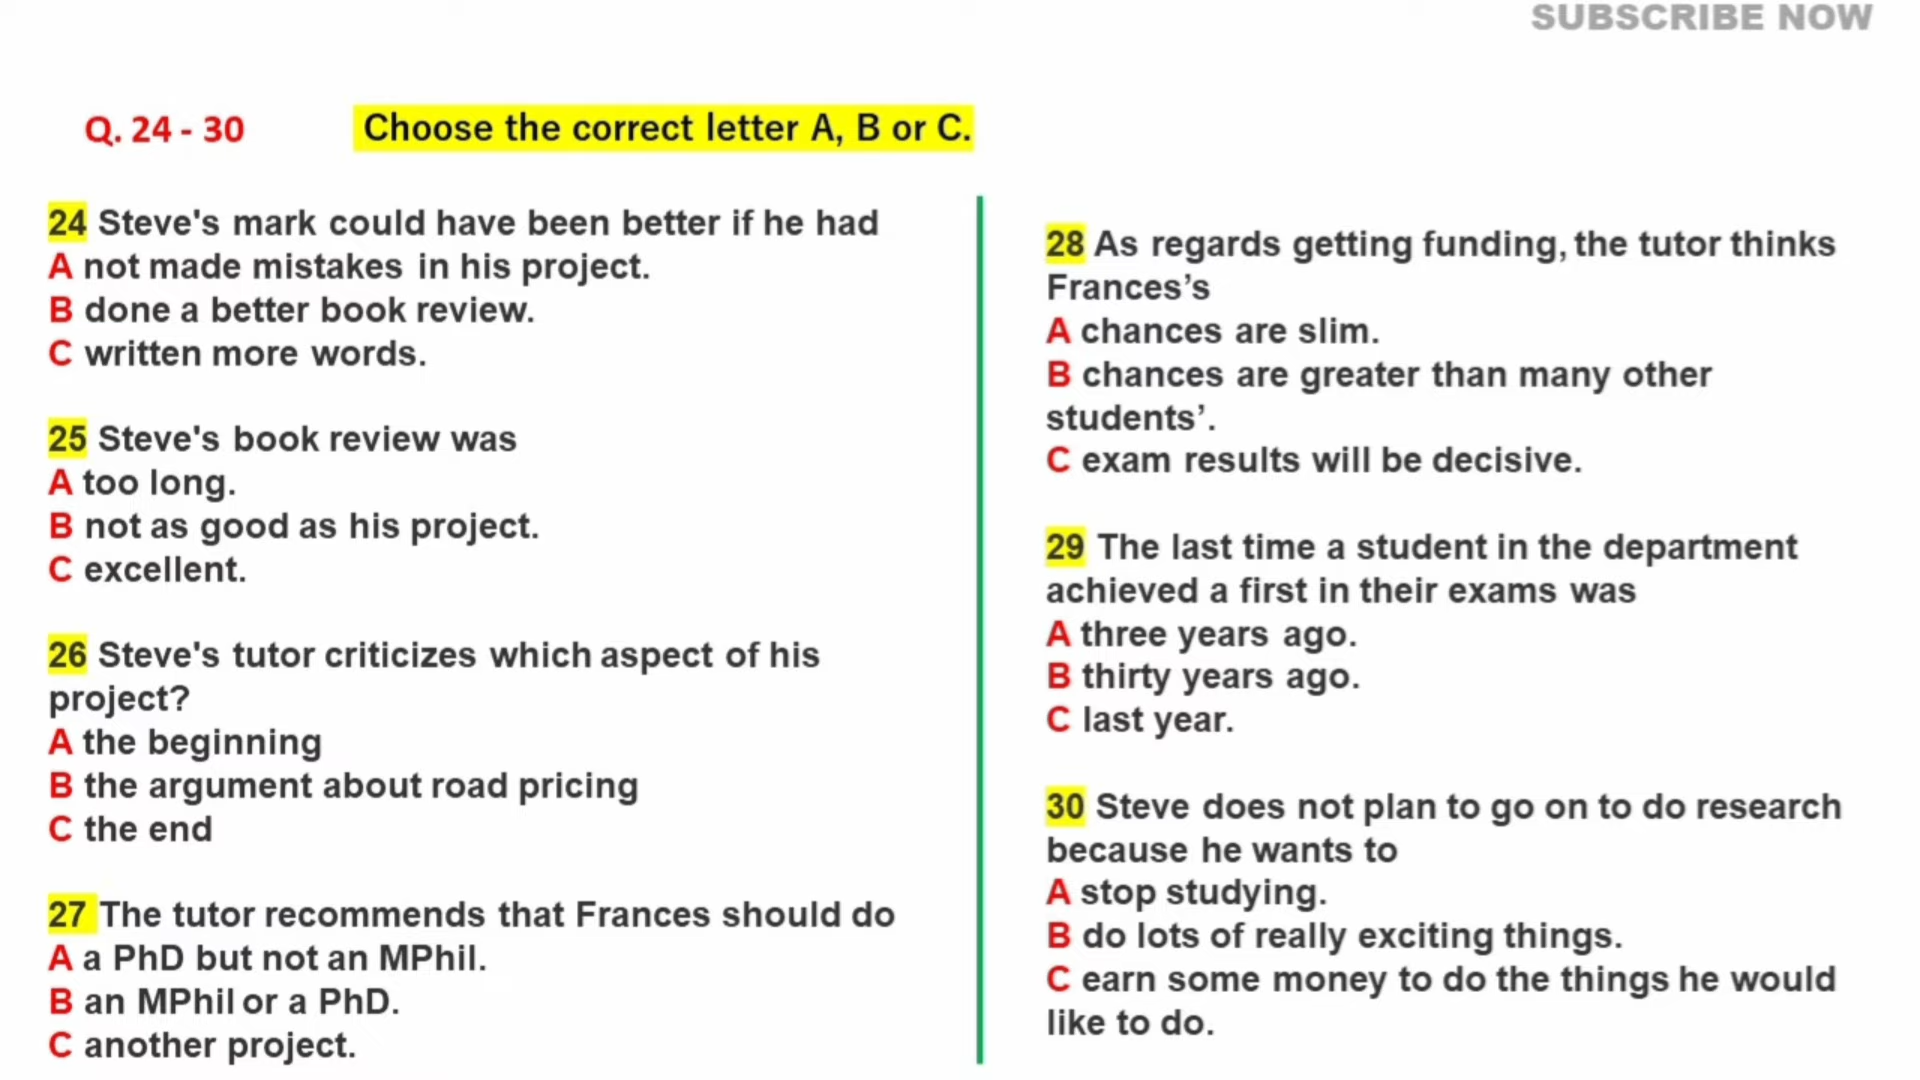 SUBSCRIBE NOW
Q. 24 - 30
Choose the correct letter A, B or C.
24 Steve's mark could have been better if he had
A not made mistakes in his project.
B done a better book review.
C written more words.
25 Steve's book review was
A too long.
B not as good as his project.
C excellent.
26 Steve's tutor criticizes which aspect of his
project?
A the beginning
B the argument about road pricing
C the end
27 The tutor recommends that Frances should do
A a PhD but not an MPhil.
B an MPhil or a PhD.
C another project.
28 As regards getting funding, the tutor thinks
Frances’s
A chances are slim.
B chances are greater than many other
students’.
C exam results will be decisive.
29 The last time a student in the department
achieved a first in their exams was
A three years ago.
B thirty years ago.
C last year.
30 Steve does not plan to go on to do research
because he wants to
A stop studying.
B do lots of really exciting things.
C earn some money to do the things he would
like to do.